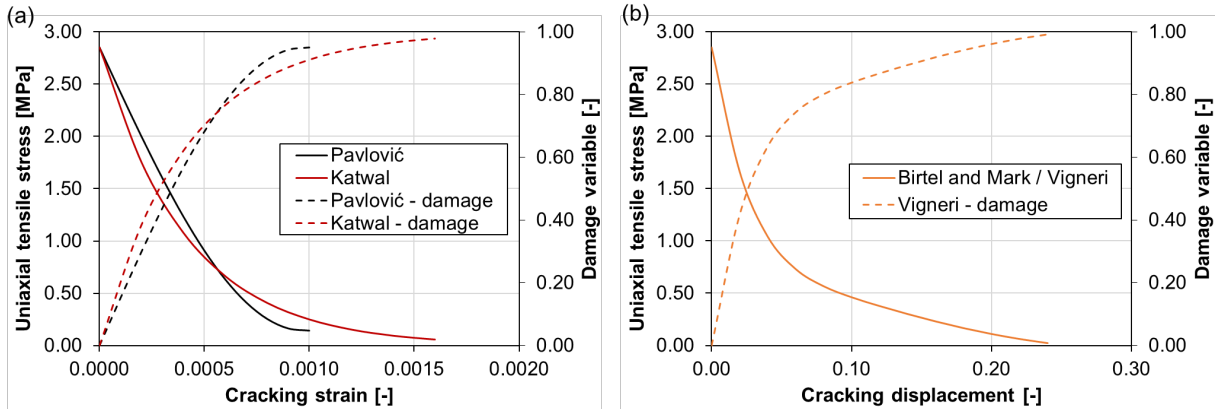 (a)
Uniaxial tensile stress [MPa]
3.00
2.50
2.00
1.50
1.00
0.50
0.00
0.0000
0.0005
0.0010
0.0015
0.0020
Cracking strain [-]
1.00
0.80
0.60
0.40
0.20
0.00
Damage variable [-]
Pavlović
Katwal
Pavlović - damage
Katwal - damage
(b)
Uniaxial tensile stress [MPa]
3.00
2.50
2.00
1.50
1.00
0.50
0.00
0.00
0.10
0.20
0.30
Cracking displacement [-]
1.00
0.80
0.60
0.40
0.20
0.00
Damage variable [-]
Birtel and Mark / Vigneri
Vigneri - damage